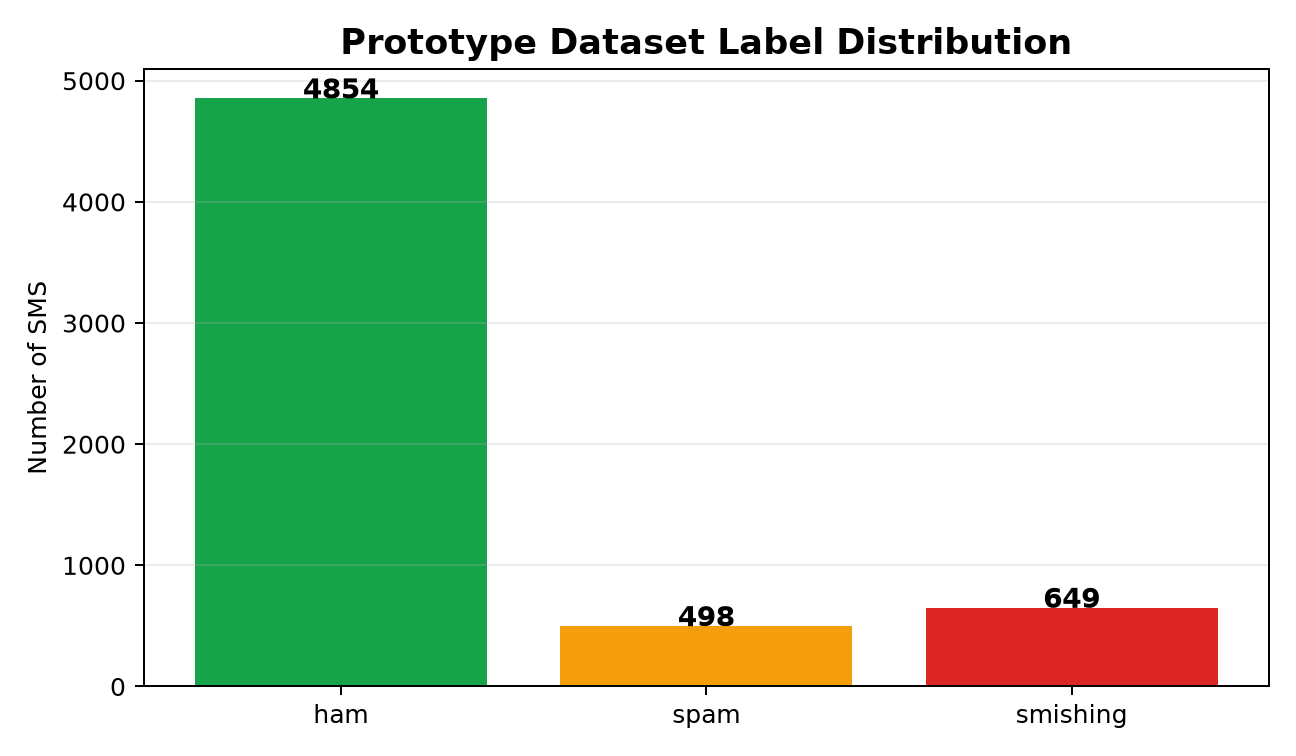 Prototype Dataset Label Distribution
Number of SMS
5000
4000
3000
2000
1000
0
4854
498
649
ham
spam
smishing